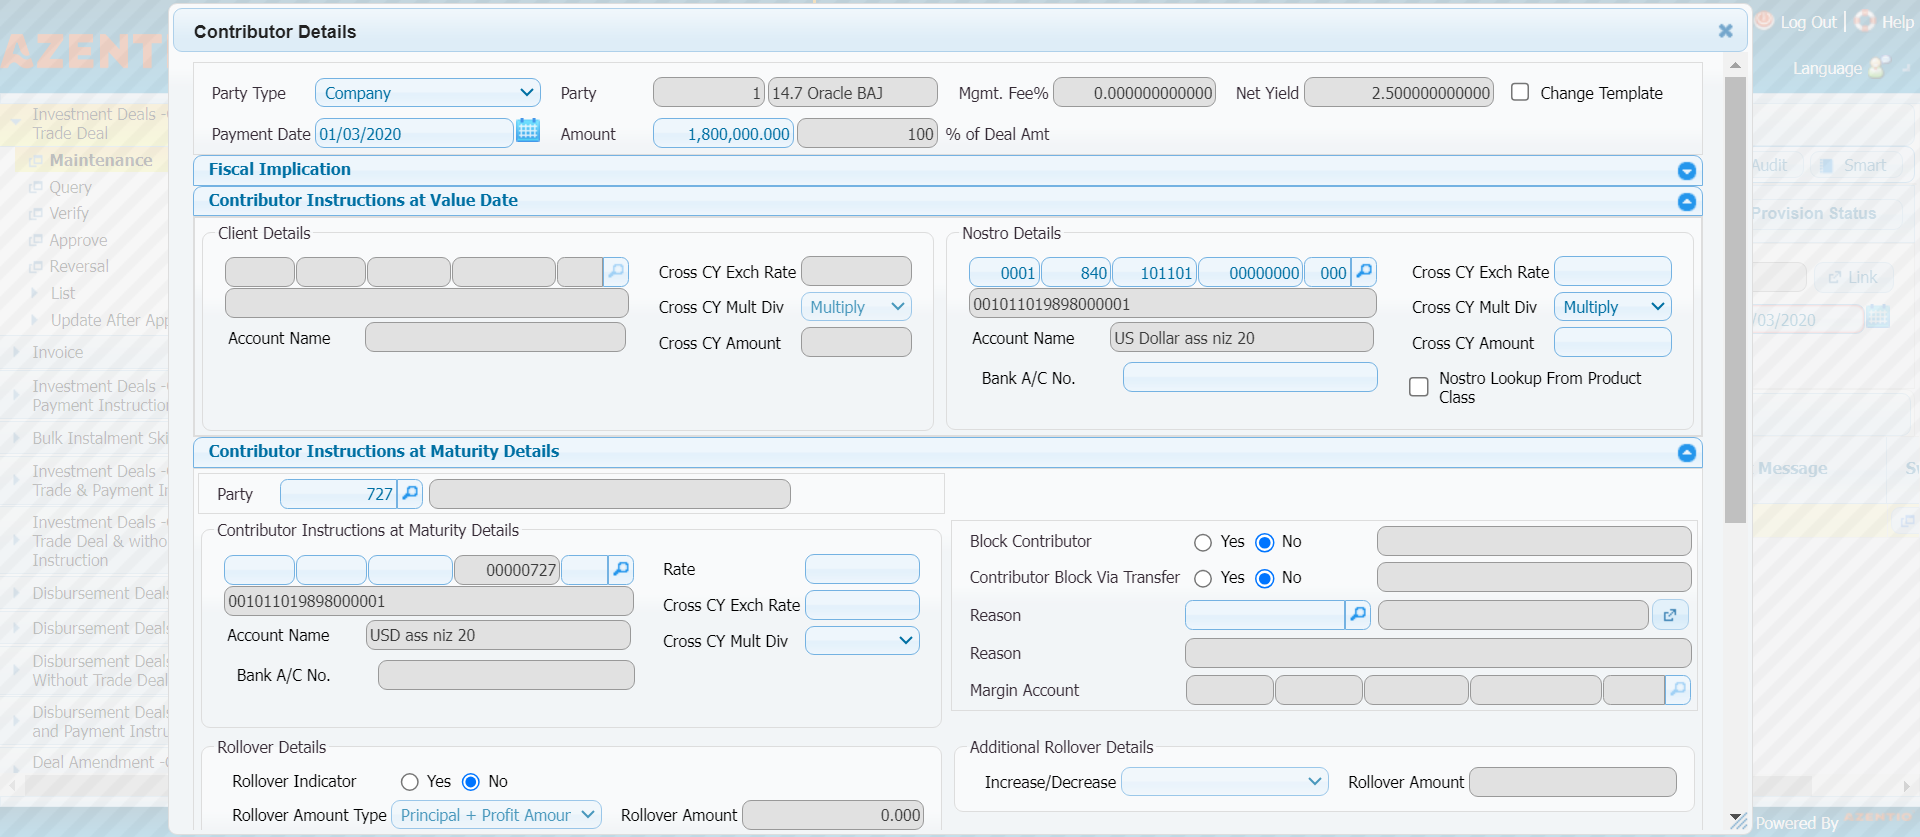 Contributor Details
Log Out
Help
AZENT
Language
Party Type Company Party 1 14.7 Oracle BAJ Mgmt. Fee% 0.000000000000 Net Yield 2.500000000000 Change Template
Payment Date 01/03/2020 Amount 1,800,000.000 100 % of Deal Amt
Fiscal Implication
Contributor Instructions at Value Date
Client Details
Cross CY Exch Rate
Cross CY Mult Div Multiply
Account Name
Cross CY Amount
Nostro Details
0001 840 101101 00000000 000 Cross CY Exch Rate
001011019898000001 Cross CY Mult Div Multiply
Account Name US Dollar ass niz 20 Cross CY Amount
Bank A/C No.
Nostro Lookup From Product
Class
Contributor Instructions at Maturity Details
Party 727
Contributor Instructions at Maturity Details
00000727 Rate
001011019898000001 Cross CY Exch Rate
Account Name USD ass niz 20 Cross CY Mult Div
Bank A/C No.
Block Contributor Yes No
Contributor Block Via Transfer Yes No
Reason
Reason
Margin Account
Rollover Details
Rollover Indicator Yes No
Rollover Amount Type Principal + Profit Amour Rollover Amount 0.000
Additional Rollover Details
Increase/Decrease Rollover Amount
Investment Deals -
Trade Deal
Maintenance
Query
Verify
Approve
Reversal
List
Update After App
Invoice
Investment Deals -
Payment Instruction
Bulk Instalment Ski
Investment Deals -
Trade & Payment I
Investment Deals -
Trade Deal & witho
Instruction
Disbursement Deals
Disbursement Deals
Disbursement Deals
Without Trade Deal
Disbursement Deals
and Payment Instru
Deal Amendment -
Audit Smart
Provision Status
Link
/03/2020
Message
Powered By